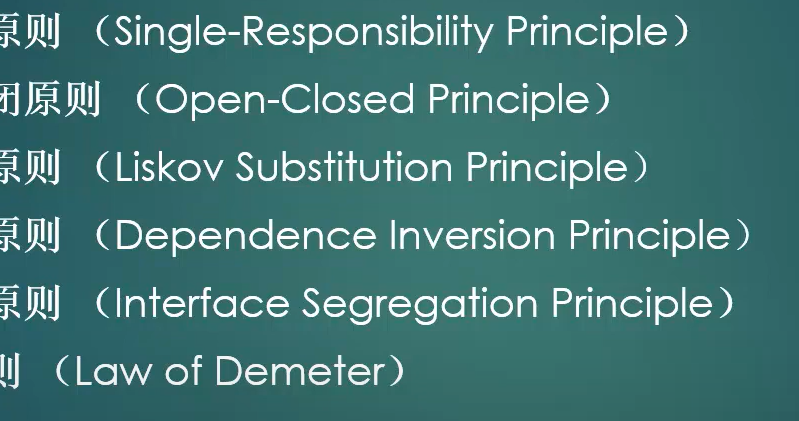 原则 （Single-Responsibility Principle）
闭原则 （Open-Closed Principle）
原则 （Liskov Substitution Principle）
原则 （Dependence Inversion Principle）
原则 （Interface Segregation Principle）
则 （Law of Demeter）